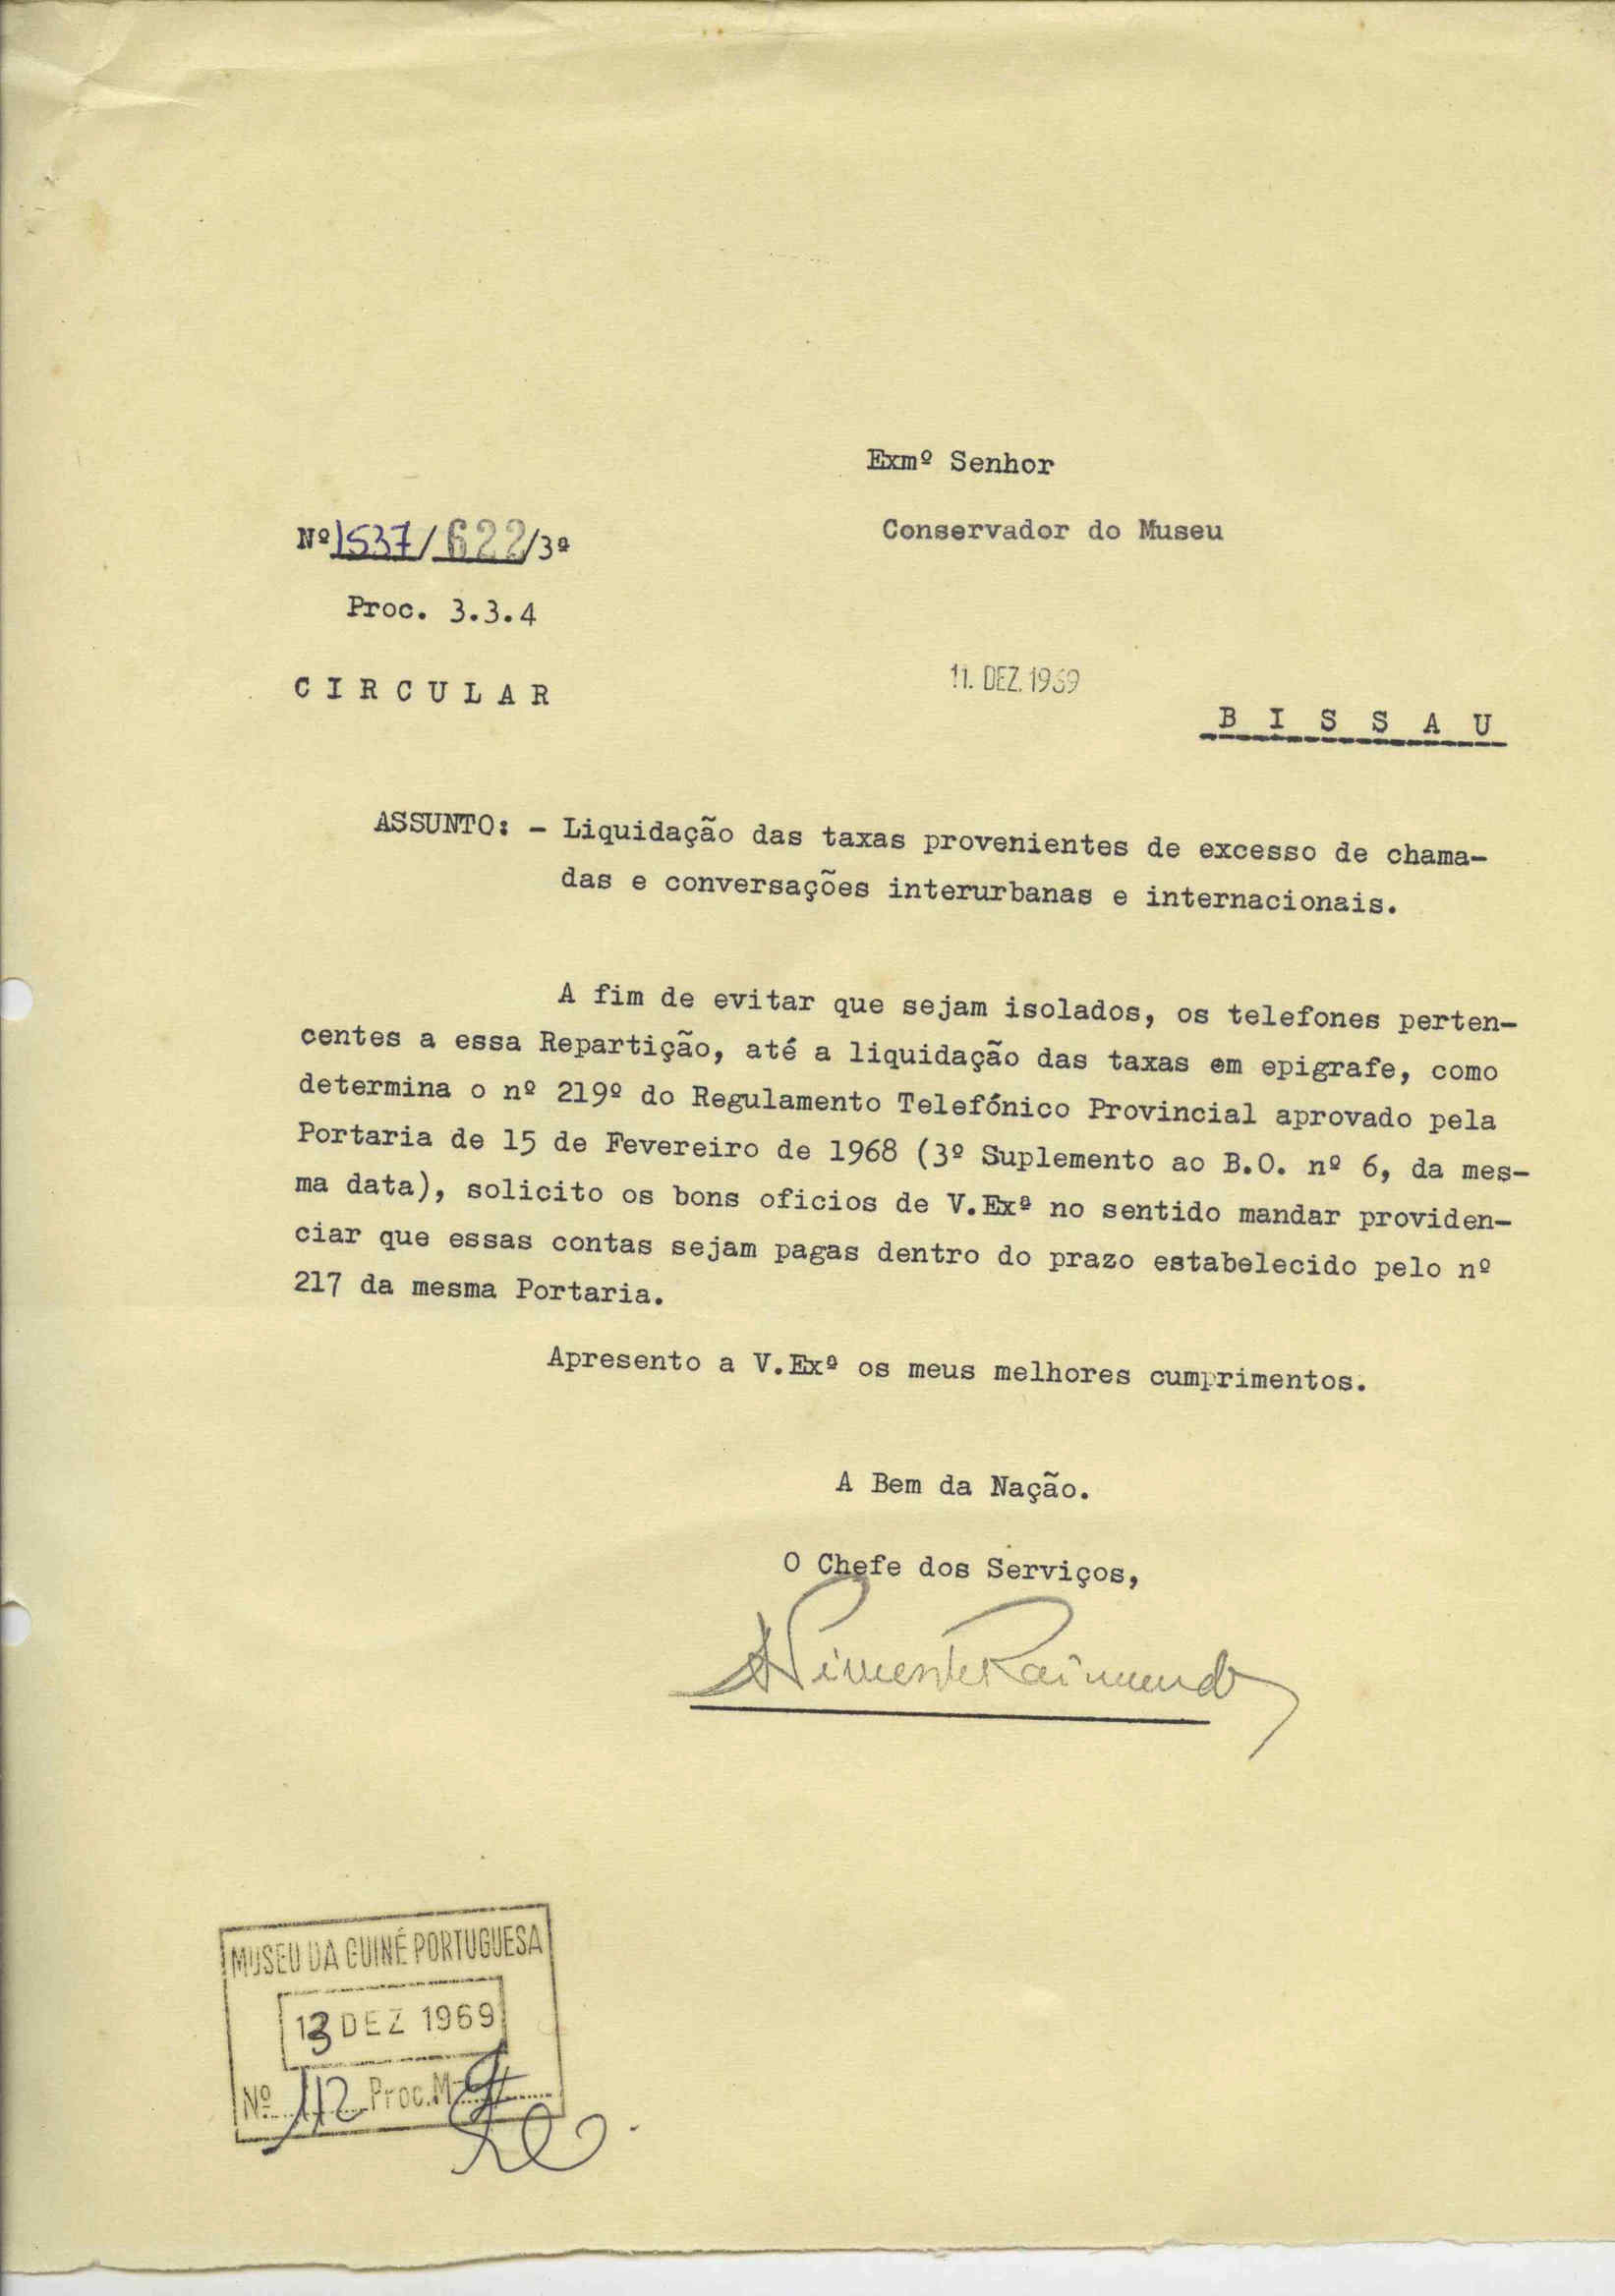 Exmº Senhor
Conservador do Museu
Nº 1537/622/3ª
Proc. 3.3.4
CIRCULAR
11. DEZ. 1969
BISSAU
ASSUNTO: - Liquidação das taxas provenientes de excesso de chama-
das e conversações interurbanas e internacionais.
A fim de evitar que sejam isolados, os telefones perten-
centes a essa Repartição, até a liquidação das taxas em epigrafe, como
determina o nº 219º do Regulamento Telefónico Provincial aprovado pela
Portaria de 15 de Fevereiro de 1968 (3º Suplemento ao B.O. nº 6, da mes-
ma data), solicito os bons oficios de V.Exª no sentido mandar providen-
ciar que essas contas sejam pagas dentro do prazo estabelecido pelo nº
217 da mesma Portaria.
Apresento a V.Exª os meus melhores cumprimentos.
A Bem da Nação.
O Chefe dos Serviços,
Raimundo
MUSEU DA GUINÉ PORTUGUESA
13 DEZ 1969
Nº 112 Proc. M